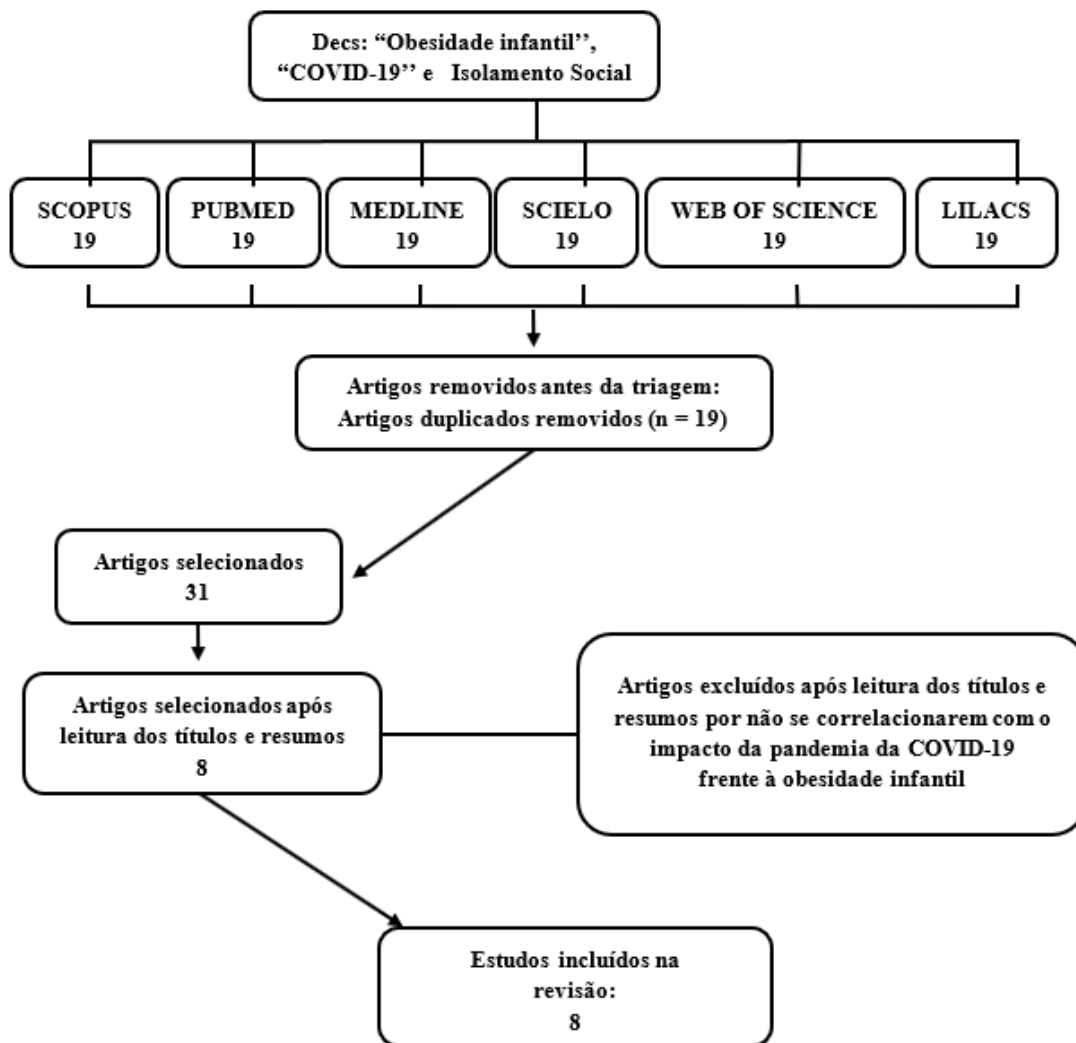 Decs: “Obesidade infantil’’,
“COVID-19’’ e Isolamento Social
SCOPUS
19
PUBMED
19
MEDLINE
19
SCIELO
19
WEB OF SCIENCE
19
LILACS
19
Artigos removidos antes da triagem:
Artigos duplicados removidos (n = 19)
Artigos selecionados
31
Artigos selecionados após
leitura dos títulos e resumos
8
Artigos excluídos após leitura dos títulos e
resumos por não se correlacionarem com o
impacto da pandemia da COVID-19
frente à obesidade infantil
Estudos incluídos na
revisão:
8